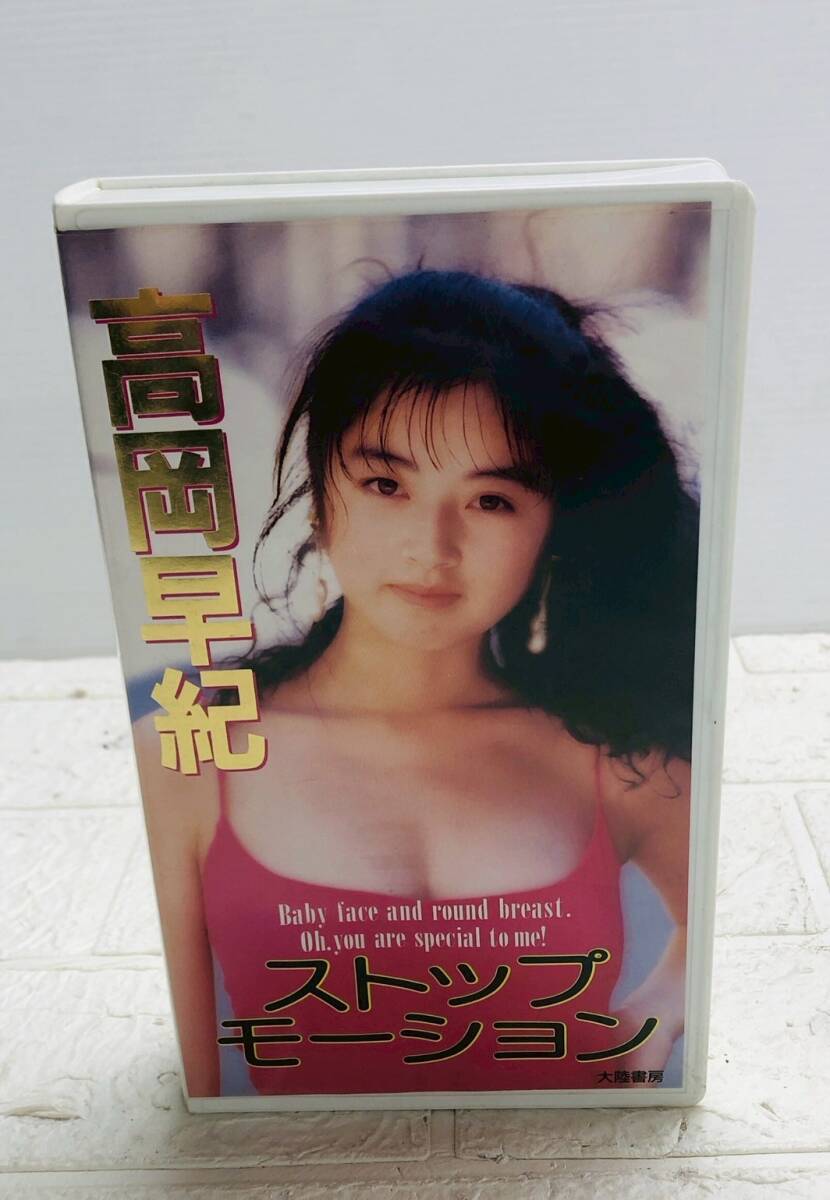 高岡早紀
Baby face and round breast.
Oh, you are special to me!
ストップ
モーション
大陸書房